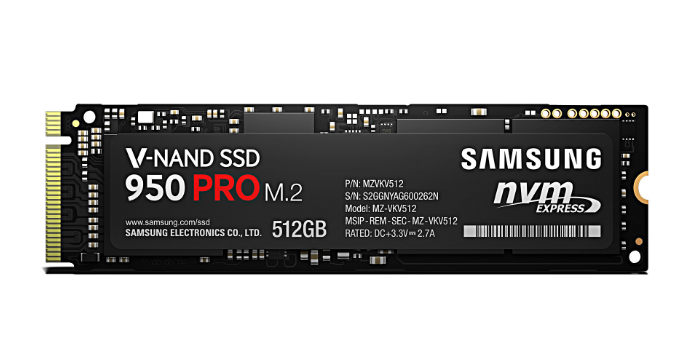 V-NAND SSD
950 PRO M.2
www.samsung.com/ssd
SAMSUNG ELECTRONICS CO., LTD.
512GB
P/N: MZVKV512
S/N: S2GGNYAG600262N
Model: MZ-VKV512
MSIP - REM - SEC - MZ-VKV512
RATED: DC+3.3V⎓ 2.7A
SAMSUNG
nvm
EXPRESS